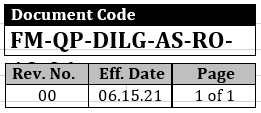 Document Code
FM-QP-DILG-AS-RO-
Rev. No. Eff. Date Page
00 06.15.21 1 of 1